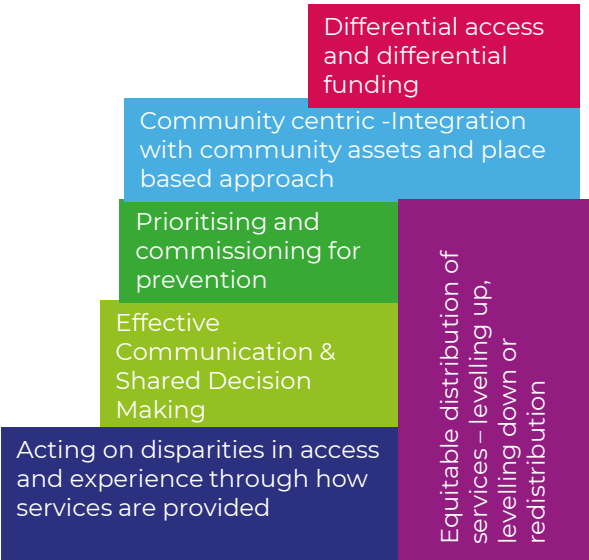 Differential access
and differential
funding
Community centric -Integration
with community assets and place
based approach
Prioritising and
commissioning for
prevention
Effective
Communication &
Shared Decision
Making
Acting on disparities in access
and experience through how
services are provided
Equitable distribution of
services – levelling up,
levelling down or
redistribution